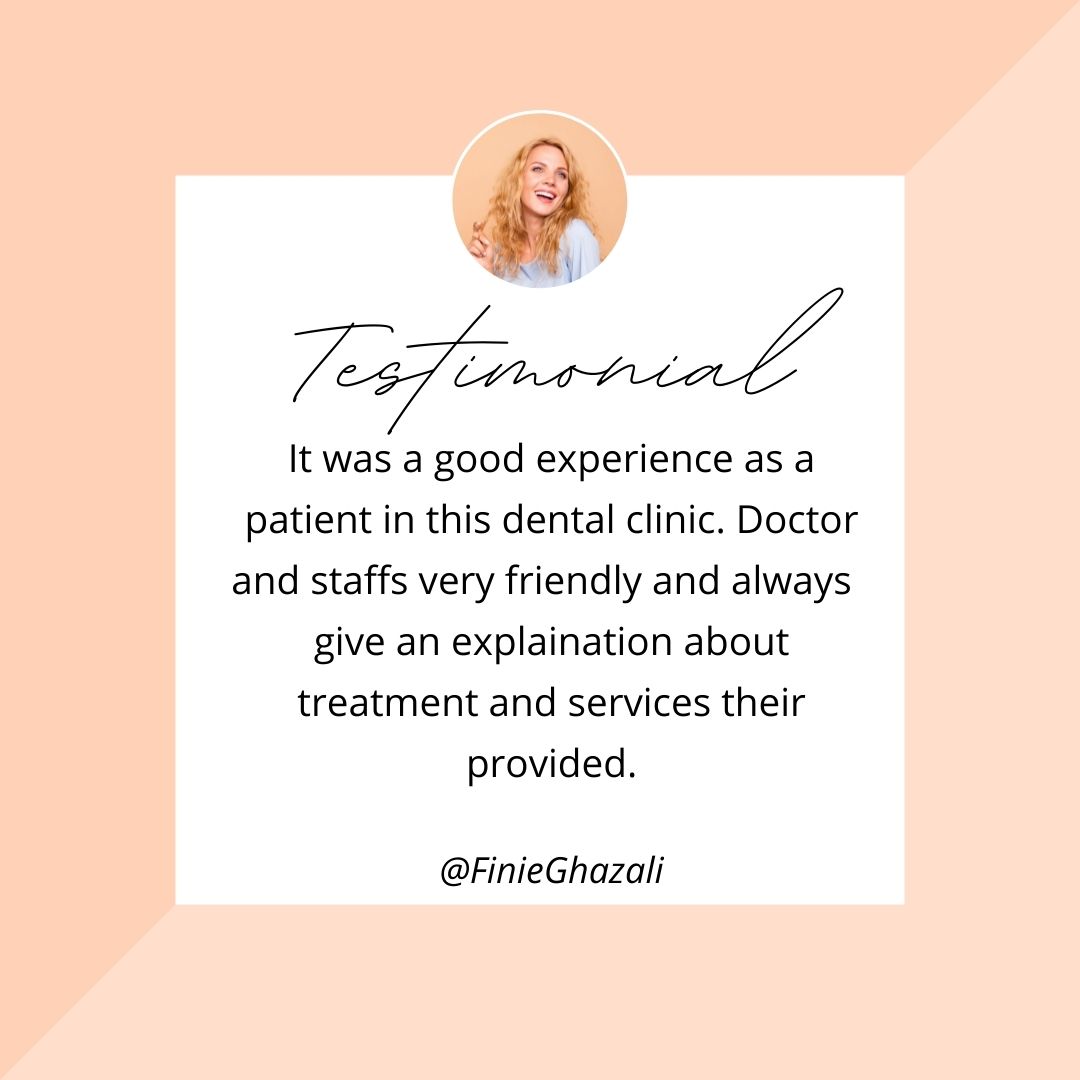 Testimonial
It was a good experience as a
patient in this dental clinic. Doctor
and staffs very friendly and always
give an explaination about
treatment and services their
provided.
@FinieGhazali